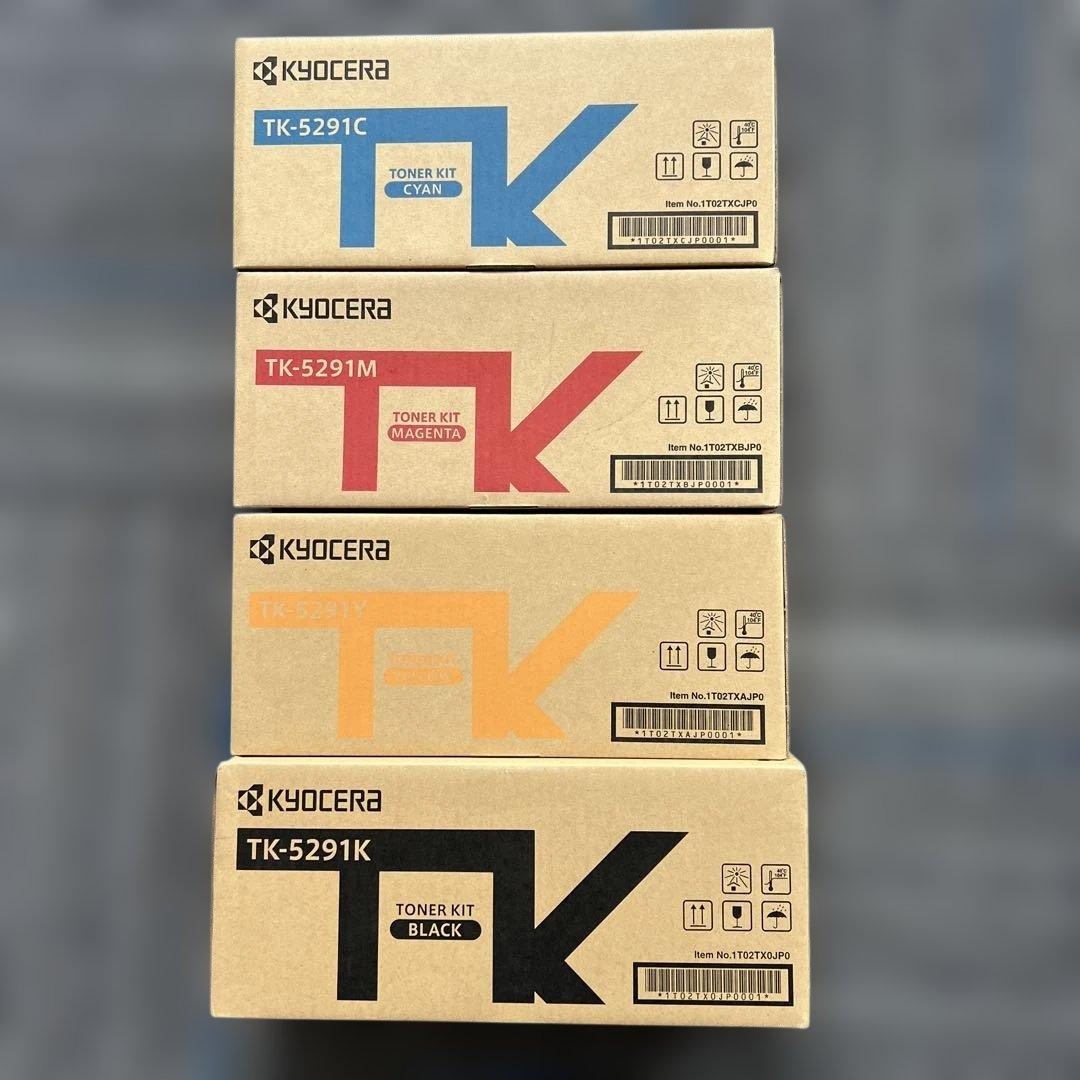 KYOCERA
TK-5291C
TK
TONER KIT
CYAN
40℃
104°F
Item No.1T02TXCJP0
*1T02TXCJP0001*
KYOCERA
TK-5291M
TK
TONER KIT
MAGENTA
40℃
104°F
Item No.1T02TXBJP0
*1T02TXBJP0001*
KYOCERA
TK-5291Y
TK
40℃
104°F
Item No.1T02TXAJP0
*1T02TXAJP0001*
KYOCERA
TK-5291K
TK
TONER KIT
BLACK
40℃
104°F
Item No.1T02TX0JP0
*1T02TX0JP0001*